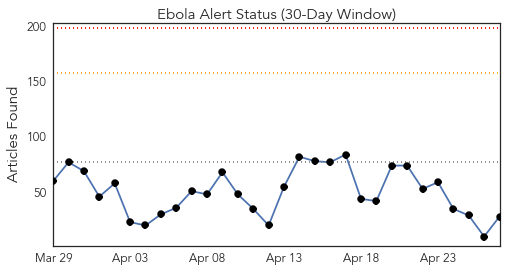 Ebola Alert Status (30-Day Window)
200
150
100
50
Articles Found
Mar 29 Apr 03 Apr 08 Apr 13 Apr 18 Apr 23